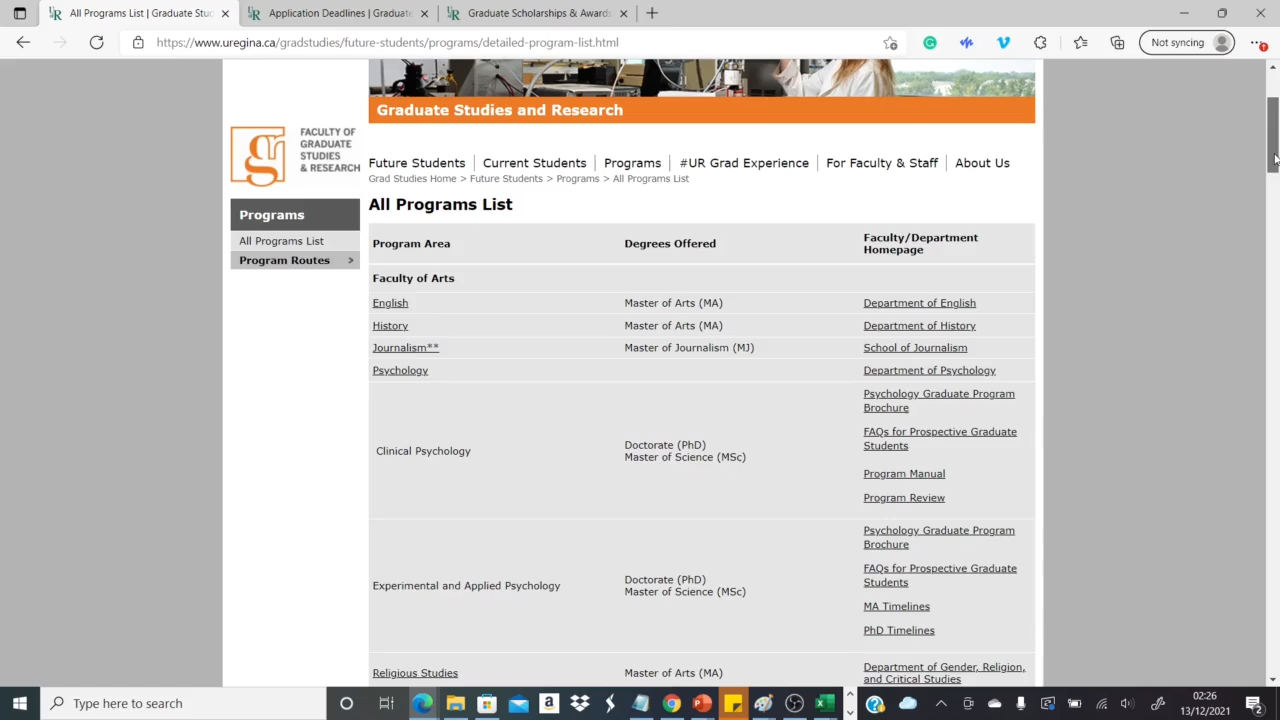 All Programs List | Graduate Stud
Application Deadlines | Graduate
Graduate Scholarships & Awards
https://www.uregina.ca/gradstudies/future-students/programs/detailed-program-list.html
Not syncing
Graduate Studies and Research
FACULTY OF
GRADUATE
STUDIES
& RESEARCH
Future Students
Current Students
Programs
#UR Grad Experience
For Faculty & Staff
About Us
Grad Studies Home > Future Students > Programs > All Programs List
Programs
All Programs List
Program Routes >
All Programs List
Program Area
Degrees Offered
Faculty/Department
Homepage
Faculty of Arts
English
Master of Arts (MA)
Department of English
History
Master of Arts (MA)
Department of History
Journalism**
Master of Journalism (MJ)
School of Journalism
Psychology
Department of Psychology
Clinical Psychology
Doctorate (PhD)
Master of Science (MSc)
Psychology Graduate Program
Brochure
FAQs for Prospective Graduate
Students
Program Manual
Program Review
Experimental and Applied Psychology
Doctorate (PhD)
Master of Science (MSc)
Psychology Graduate Program
Brochure
FAQs for Prospective Graduate
Students
MA Timelines
PhD Timelines
Religious Studies
Master of Arts (MA)
Department of Gender, Religion,
and Critical Studies
Type here to search
02:26
13/12/2021
2